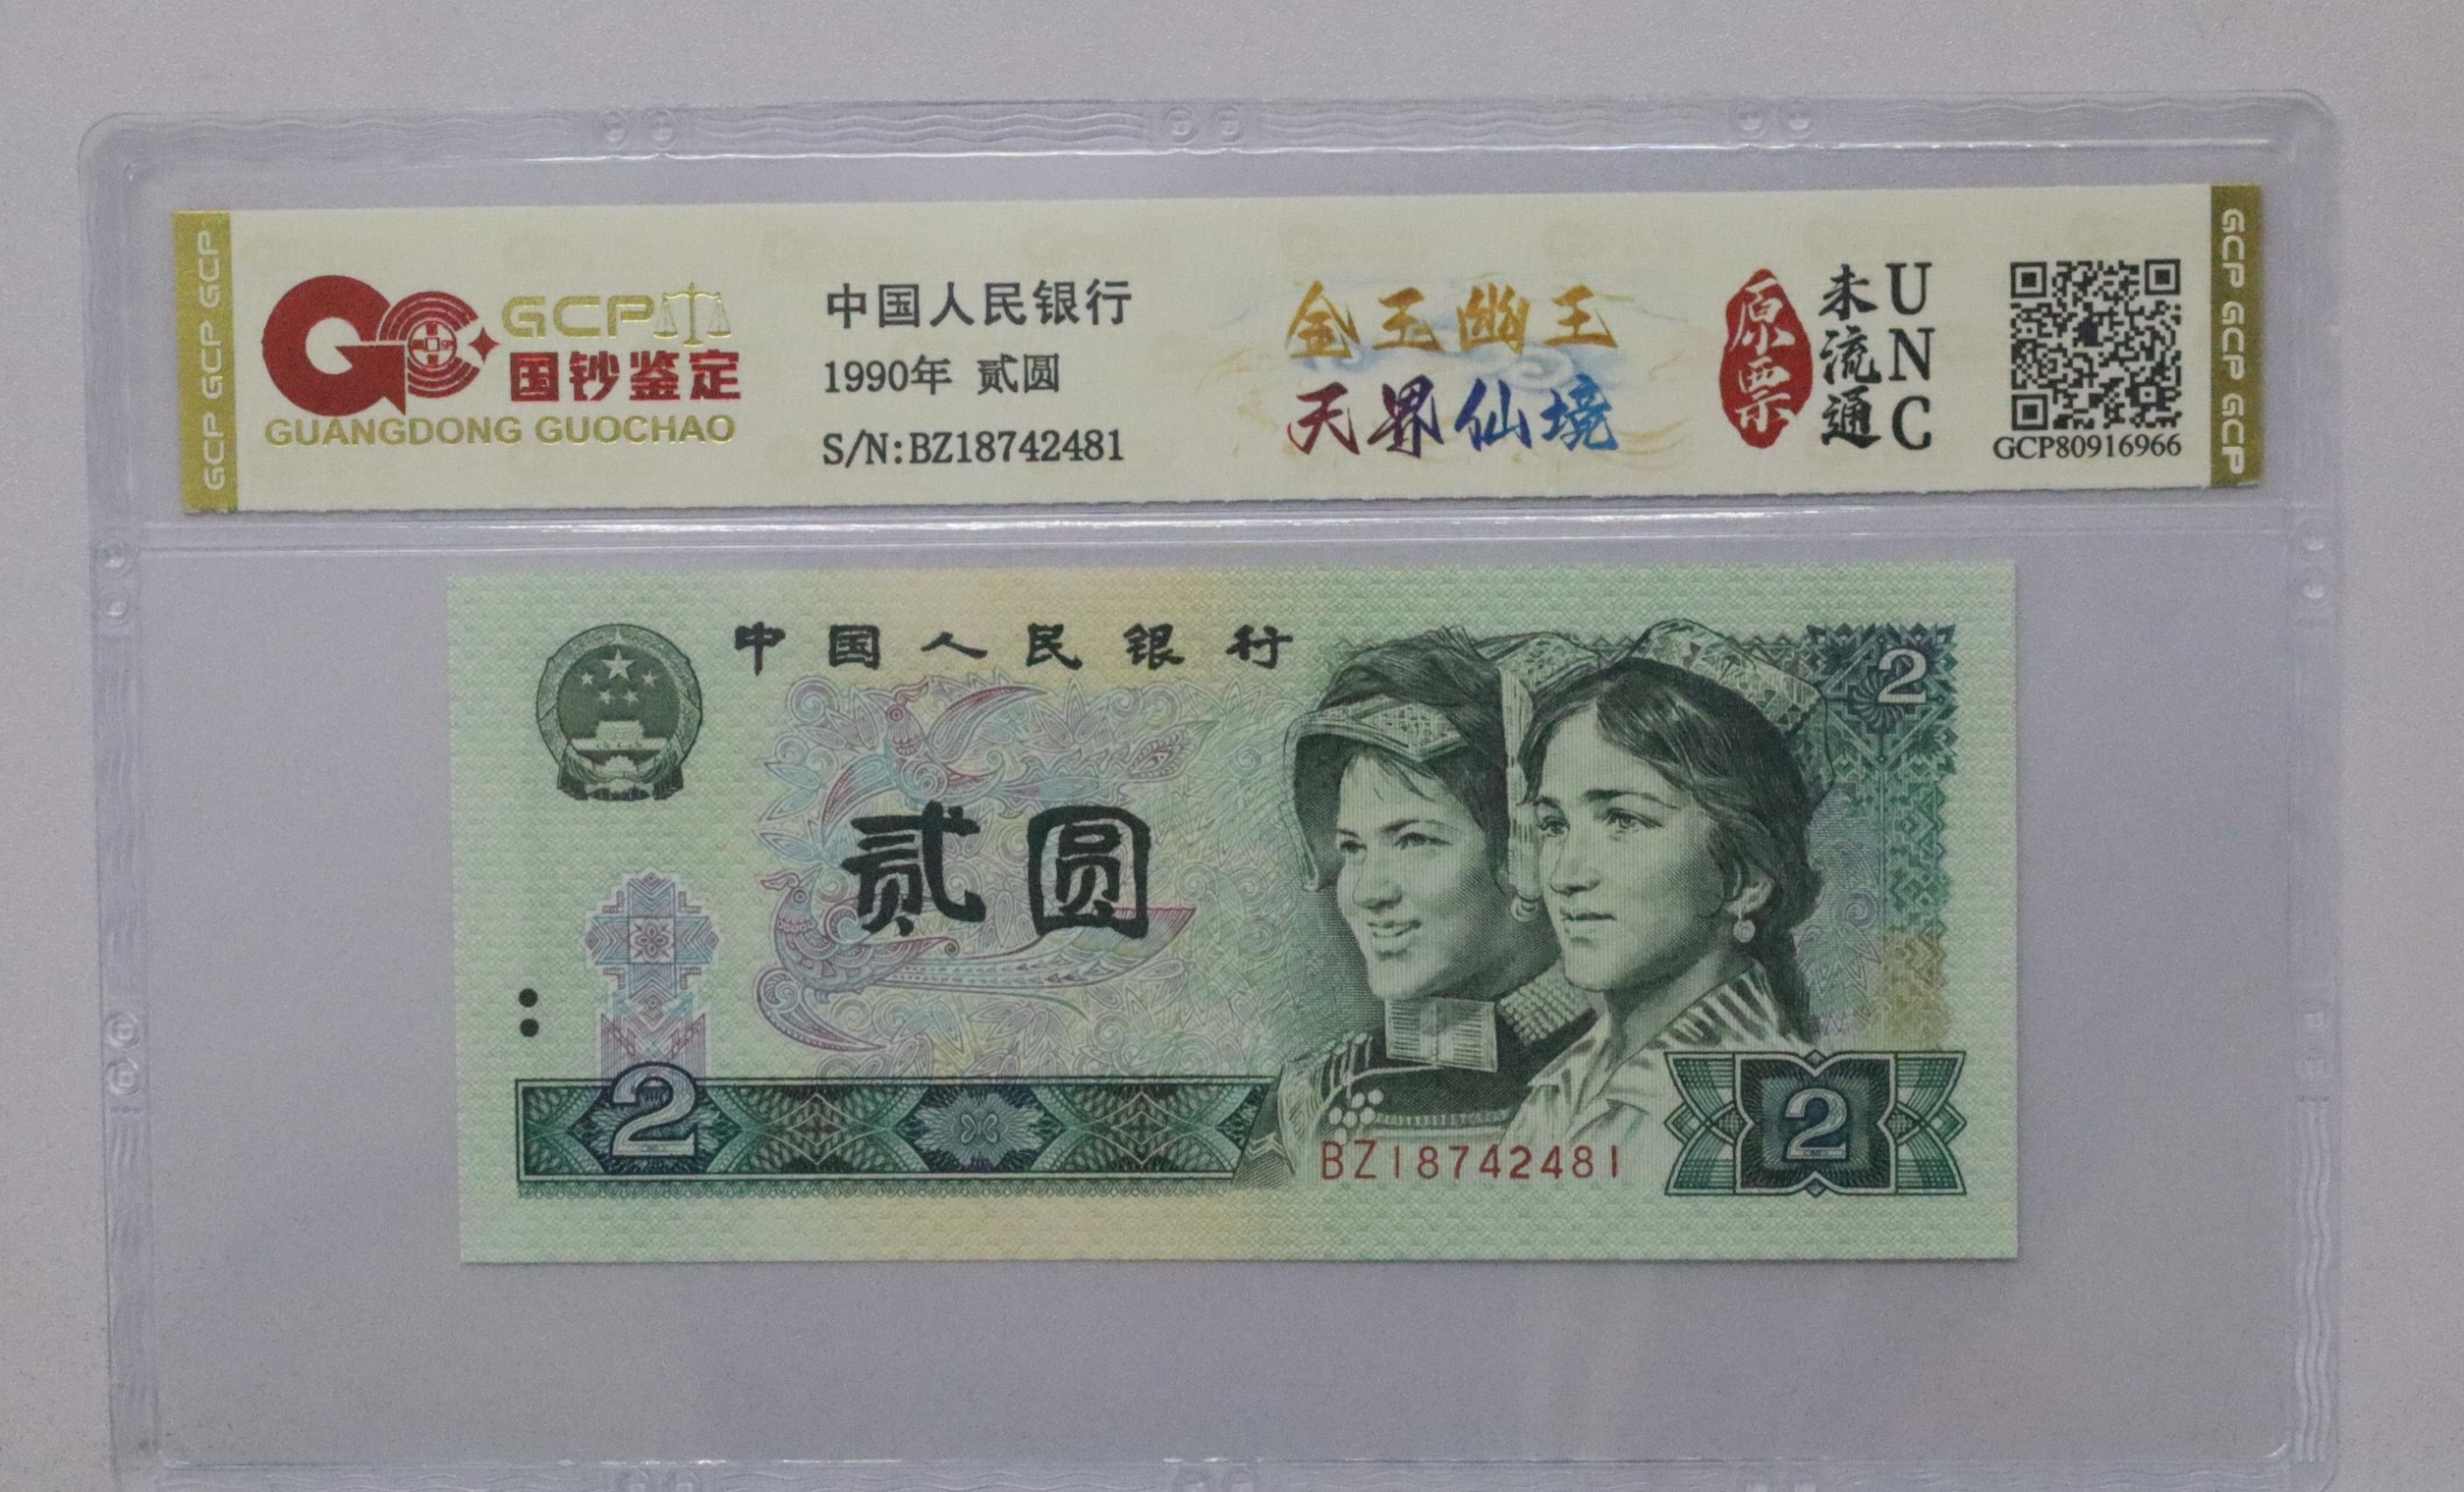 GCP GCP GCP
GCP
国钞鉴定
GUANGDONG GUOCHAO
中国人民银行
1990年 贰圆
S/N:BZ18742481
金玉幽王
天界仙境
原票
未流通
UNC
GCP80916966
GCP GCP GCP
中国人民银行
2
贰圆
2
2
BZ18742481